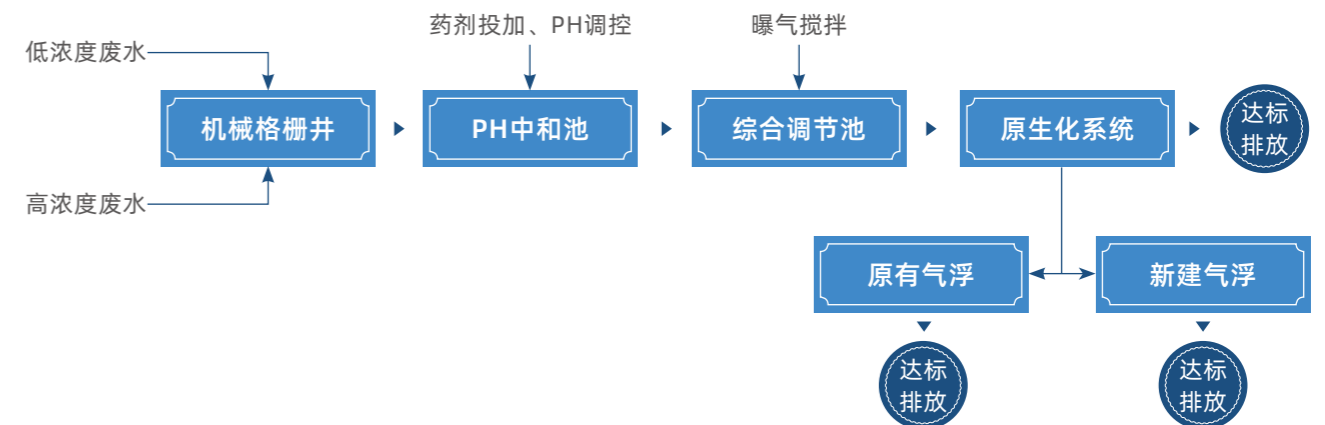 药剂投加、PH调控
曝气搅拌
低浓度废水
机械格栅井
PH中和池
综合调节池
原生化系统
达标
排放
高浓度废水
原有气浮
新建气浮
达标
排放
达标
排放